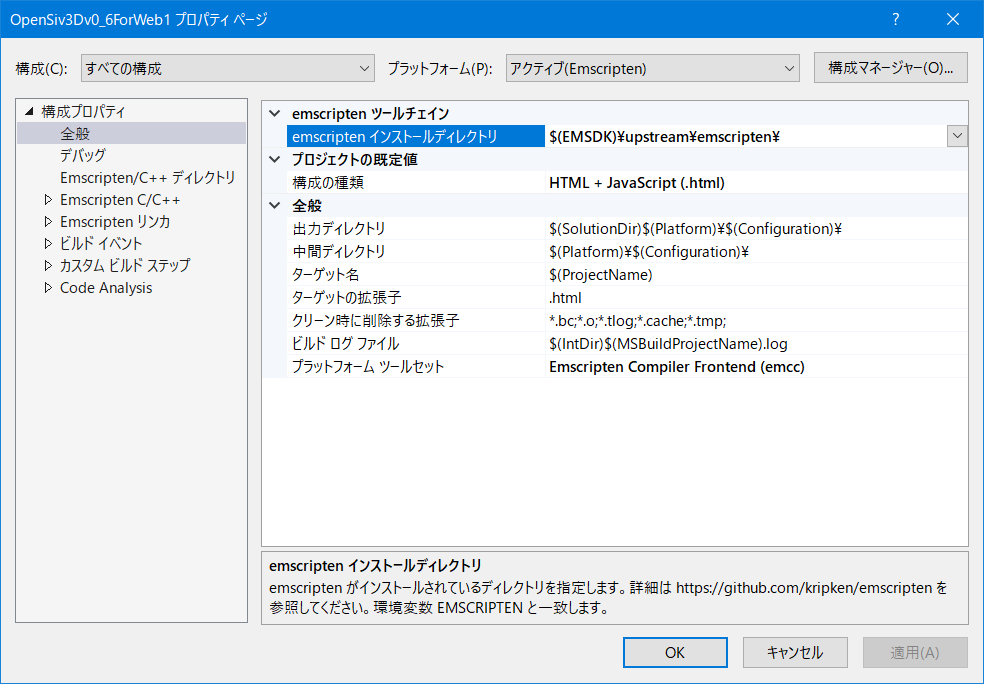 OpenSiv3Dv0_6ForWeb1 プロパティ ページ
?
構成(C): すべての構成 プラットフォーム(P): アクティブ(Emscripten) 構成マネージャー(O)...
構成プロパティ
全般
デバッグ
Emscripten/C++ ディレクトリ
Emscripten C/C++
Emscripten リンカ
ビルド イベント
カスタム ビルド ステップ
Code Analysis
emscripten ツールチェイン
emscripten インストールディレクトリ $(EMSDK)¥upstream¥emscripten¥
プロジェクトの既定値
構成の種類 HTML + JavaScript (.html)
全般
出力ディレクトリ $(SolutionDir)$(Platform)¥$(Configuration)¥
中間ディレクトリ $(Platform)¥$(Configuration)¥
ターゲット名 $(ProjectName)
ターゲットの拡張子 .html
クリーン時に削除する拡張子 *.bc;*.o;*.tlog;*.cache;*.tmp;
ビルド ログ ファイル $(IntDir)$(MSBuildProjectName).log
プラットフォーム ツールセット Emscripten Compiler Frontend (emcc)
emscripten インストールディレクトリ
emscripten がインストールされているディレクトリを指定します。詳細は https://github.com/kripken/emscripten を
参照してください。環境変数 EMSCRIPTEN と一致します。
OK キャンセル 適用(A)